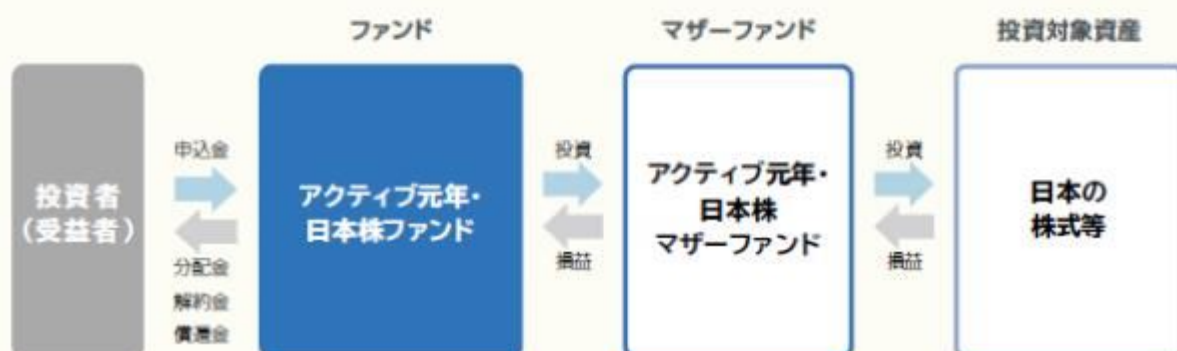 ファンド
マザーファンド
投資対象資産
投資者
（受益者）
申込金
分配金
解約金
償還金
アクティブ元年・
日本株ファンド
投資
損益
アクティブ元年・
日本株
マザーファンド
投資
損益
日本の
株式等